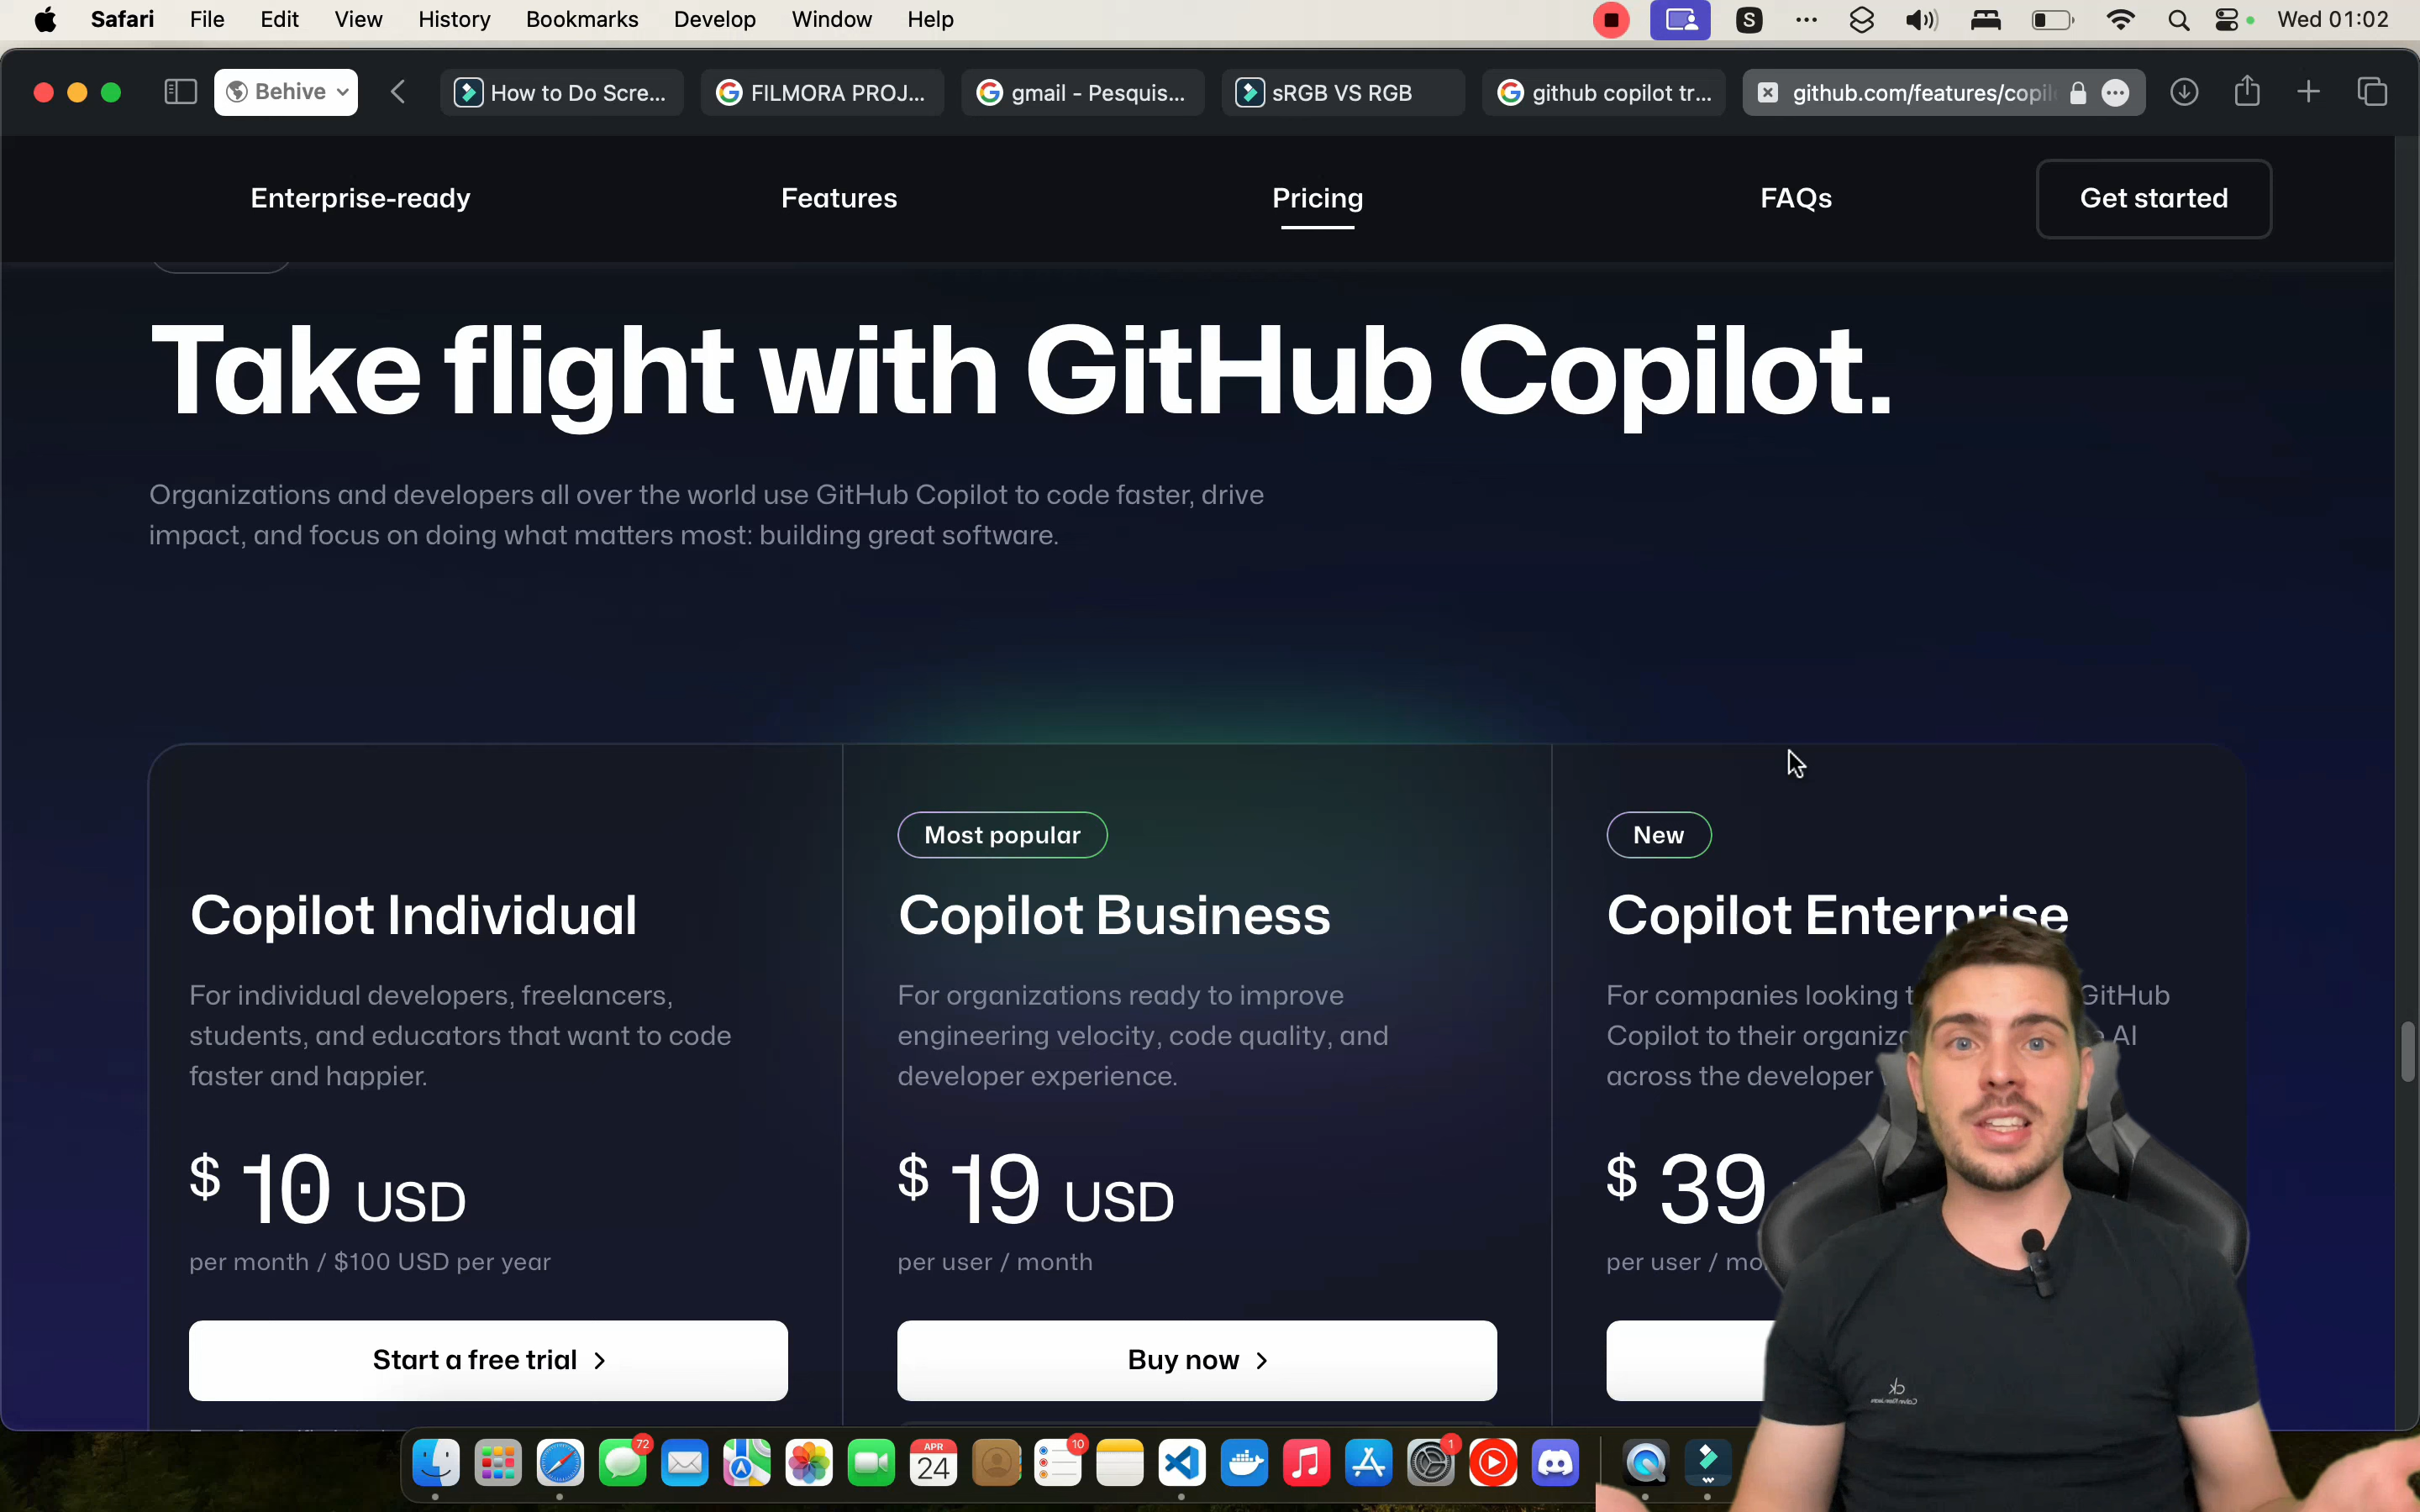 Safari File Edit View History Bookmarks Develop Window Help
S
Wed 01:02
Behive
How to Do Scre...
FILMORA PROJ...
gmail - Pesquis...
sRGB VS RGB
github copilot tr...
github.com/features/copil
Enterprise-ready Features Pricing FAQs Get started
Take flight with GitHub Copilot.
Organizations and developers all over the world use GitHub Copilot to code faster, drive
impact, and focus on doing what matters most: building great software.
Copilot Individual
For individual developers, freelancers,
students, and educators that want to code
faster and happier.
$ 10 USD
per month / $100 USD per year
Start a free trial
Most popular
Copilot Business
For organizations ready to improve
engineering velocity, code quality, and
developer experience.
$ 19 USD
per user / month
Buy now
New
Copilot Enterprise
For companies looking GitHub
Copilot to their AI
across the developer
$ 39
per user /
ck
72
APR
24
10
1